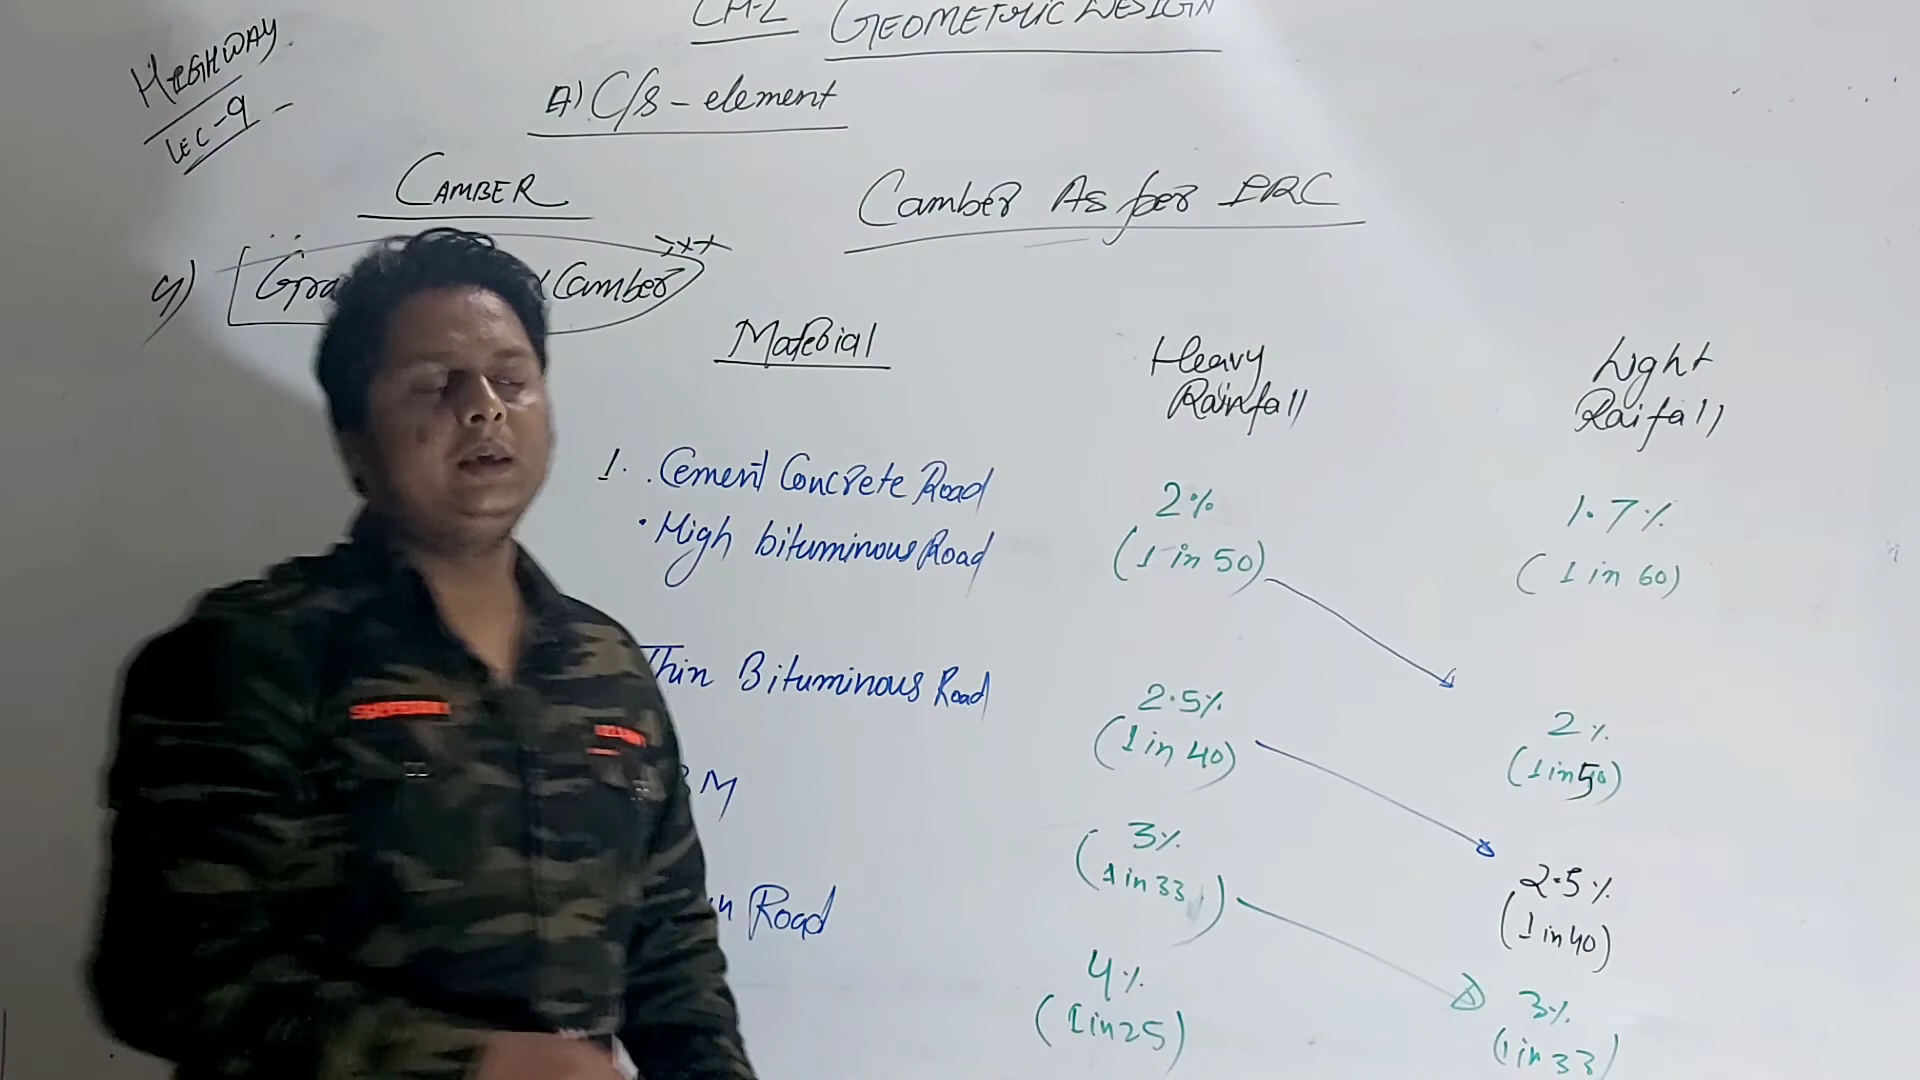 CH-2 GEOMETRIC DESIGN
HIGHWAY
LEC-9
A) C/S - element
CAMBER
Camber As per IRC
Camber
Material
Heavy
Rainfall
Light
Raifall
1. . Cement Concrete Road
2%
(1 in 50)
1.7%
(1 in 60)
. High bituminous Road
Thin Bituminous Road
2.5%
(1 in 40)
2%
(1 in 50)
BM
3%
(1 in 33)
2.5%
(1 in 40)
Road
4%
(1 in 25)
3%
(1 in 33)